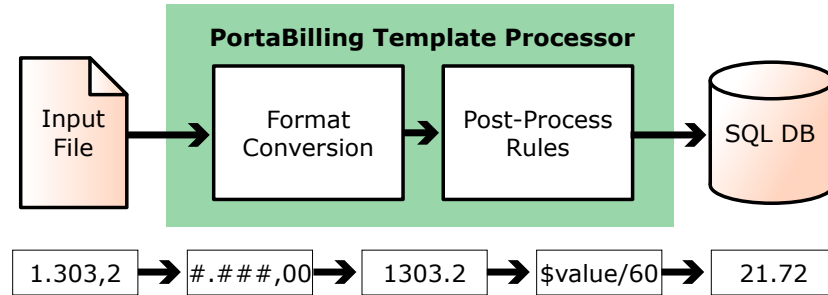 PortaBilling Template Processor
Input
File
Format
Conversion
Post-Process
Rules
SQL DB
1.303,2
#.###,00
1303.2
$value/60
21.72